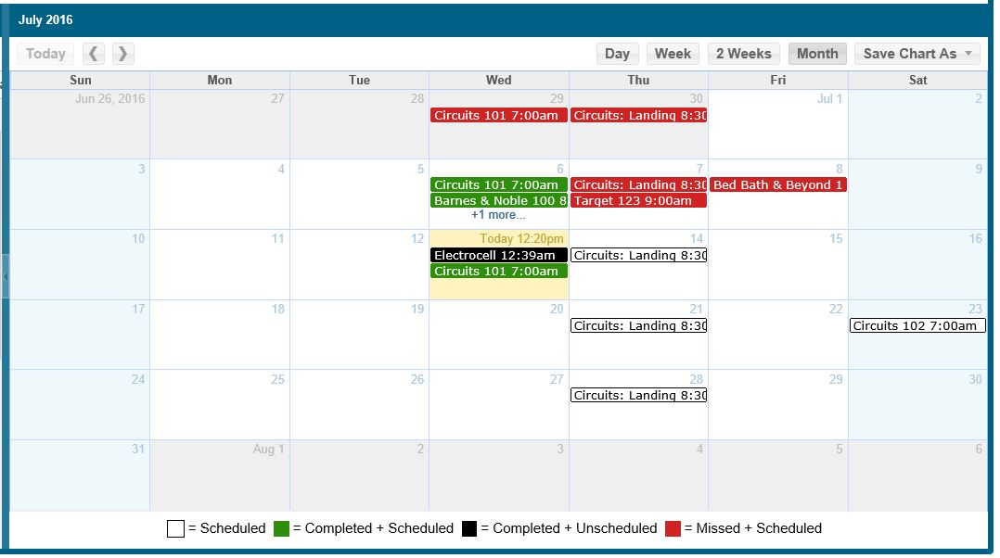 July 2016
Today ❮ ❯ Day Week 2 Weeks Month Save Chart As
Sun Mon Tue Wed Thu Fri Sat
Jun 26, 2016 27 28 29 30 Jul 1 2
Circuits 101 7:00am Circuits: Landing 8:30
3 4 5 6 7 8 9
Circuits 101 7:00am Circuits: Landing 8:30 Bed Bath & Beyond 1
Barnes & Noble 100 8 Target 123 9:00am
+1 more...
10 11 12 Today 12:20pm 14 15 16
Electrocell 12:39am Circuits: Landing 8:30
Circuits 101 7:00am
17 18 19 20 21 22 23
Circuits: Landing 8:30 Circuits 102 7:00am
24 25 26 27 28 29 30
Circuits: Landing 8:30
31 Aug 1 2 3 4 5 6
= Scheduled = Completed + Scheduled = Completed + Unscheduled = Missed + Scheduled